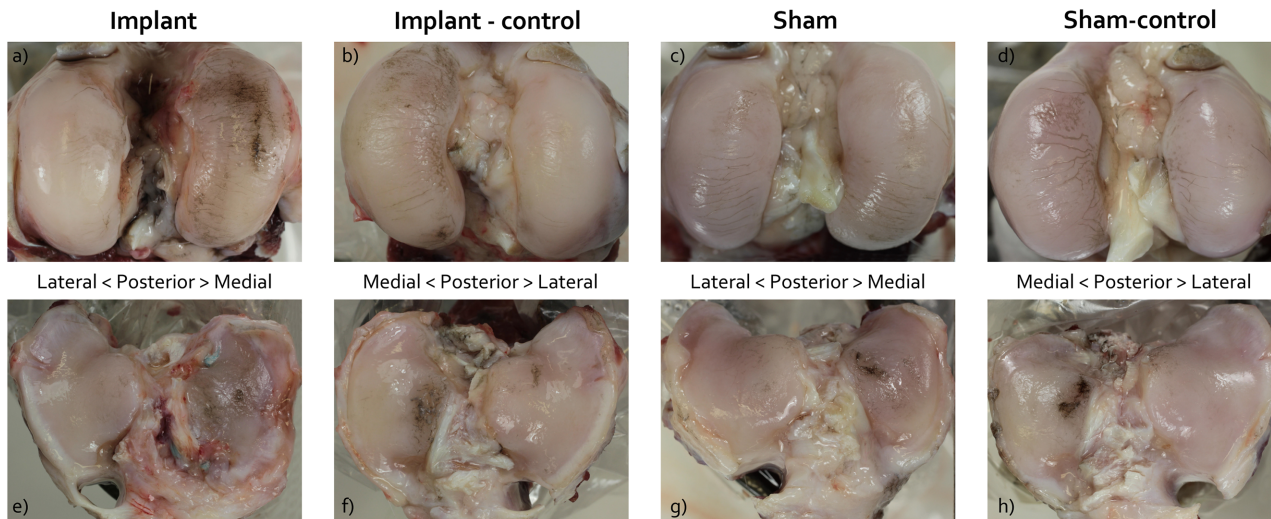 Implant
Implant - control
Sham
Sham-control
a)
b)
c)
d)
Lateral < Posterior > Medial
Medial < Posterior > Lateral
Lateral < Posterior > Medial
Medial < Posterior > Lateral
e)
f)
g)
h)